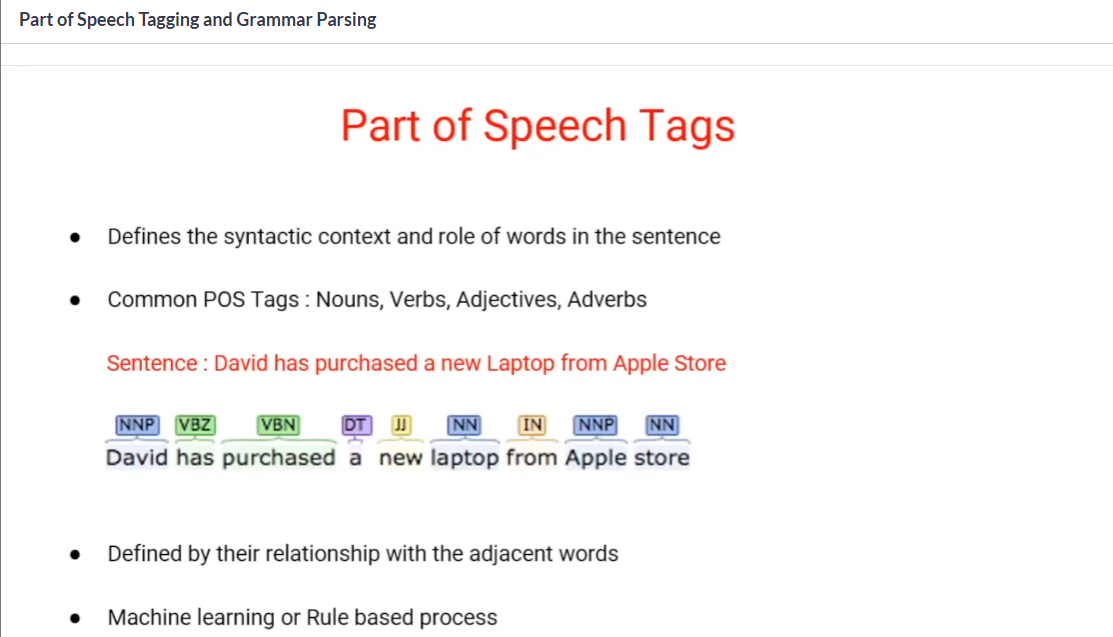 Part of Speech Tagging and Grammar Parsing
Part of Speech Tags
● Defines the syntactic context and role of words in the sentence
● Common POS Tags : Nouns, Verbs, Adjectives, Adverbs
Sentence : David has purchased a new Laptop from Apple Store
NNP VBZ VBN DT JJ NN IN NNP NN
David has purchased a new laptop from Apple store
● Defined by their relationship with the adjacent words
● Machine learning or Rule based process